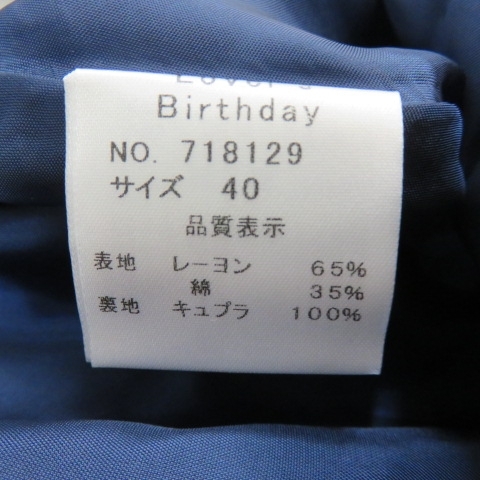 Birthday
NO. 718129
サイズ 40
品質表示
表地 レーヨン 65%
綿 35%
裏地 キュプラ 100%